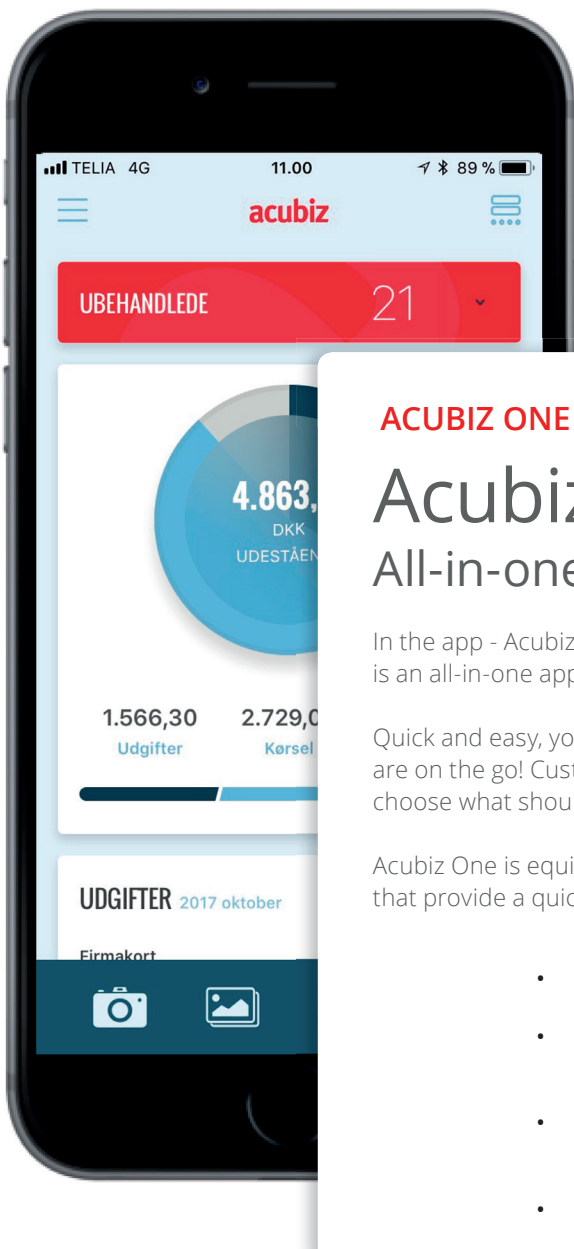 TELIA 4G 11.00 89 %
acubiz
UBEHANDLEDE 21
4.863,
DKK
UDESTÅEN
1.566,30 2.729,0
Udgifter Kørsel
UDGIFTER 2017 oktober
Firmakort
ACUBIZ ONE
Acubiz
All-in-one
In the app - Acubiz
is an all-in-one app
Quick and easy, yo
are on the go! Cust
choose what shou
Acubiz One is equi
that provide a quic
•
•
•
•